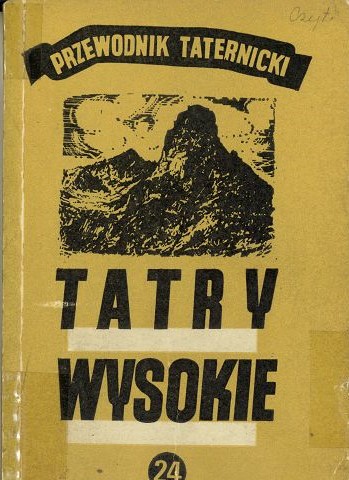 PRZEWODNIK TATERNICKI
TATRY
WYSOKIE
24